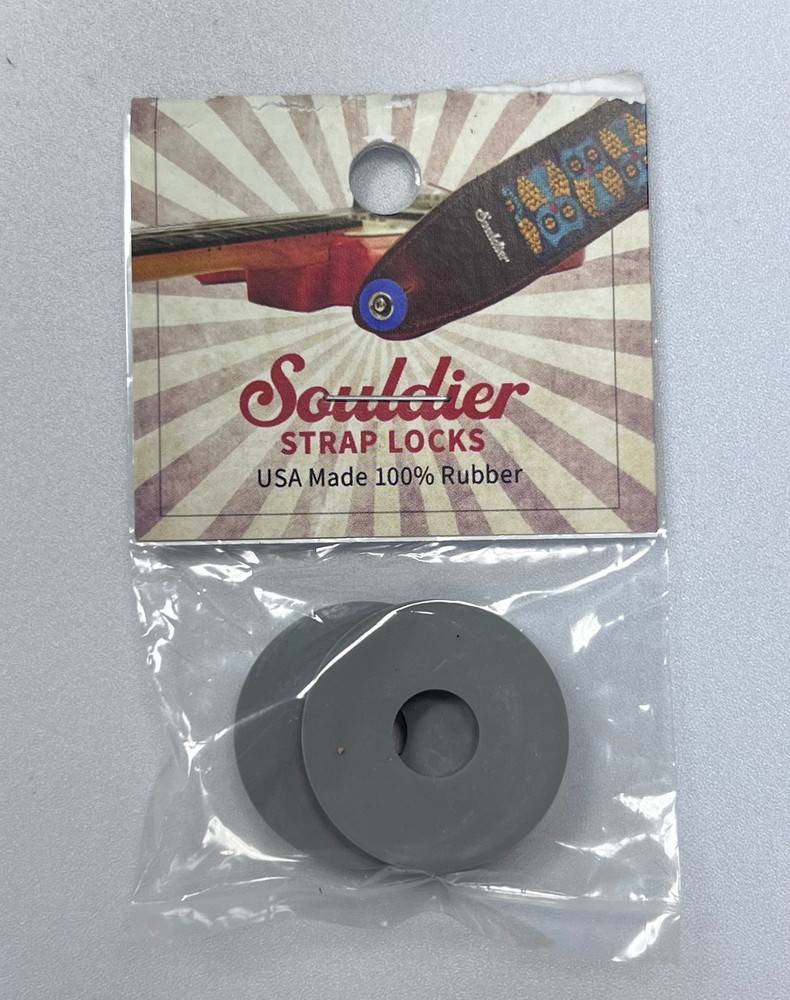 Souldier
Souldier
STRAP LOCKS
USA Made 100% Rubber